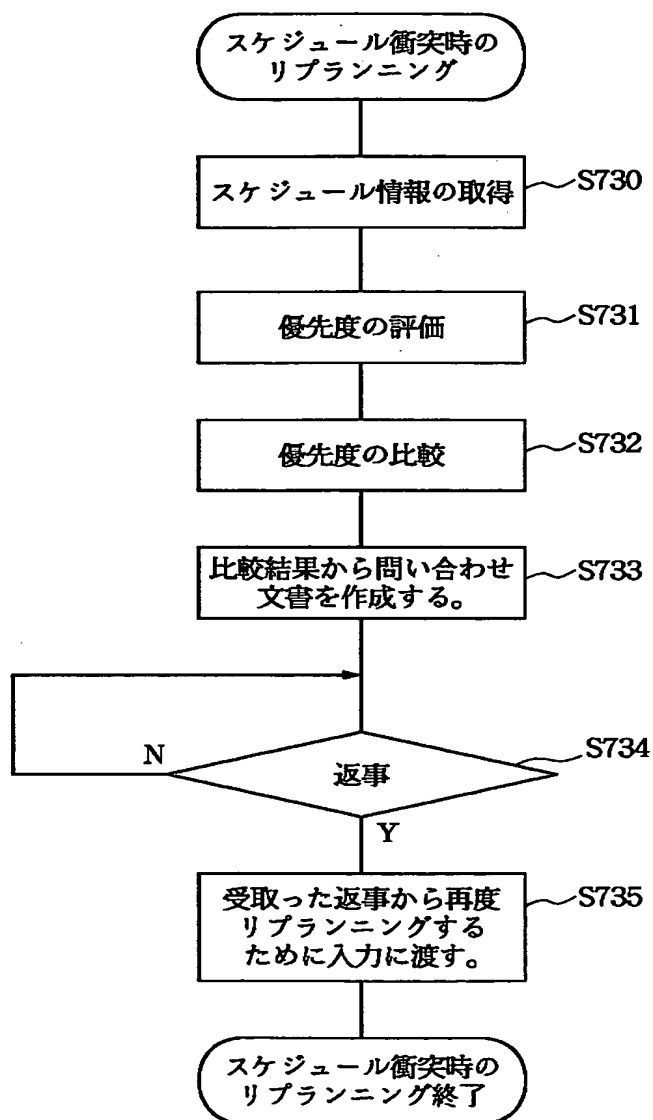 スケジュール衝突時の
リプランニング
スケジュール情報の取得
S730
優先度の評価
S731
優先度の比較
S732
比較結果から問い合わせ
文書を作成する。
S733
返事
S734
N
Y
受取った返事から再度
リプランニングする
ために入力に渡す。
S735
スケジュール衝突時の
リプランニング終了